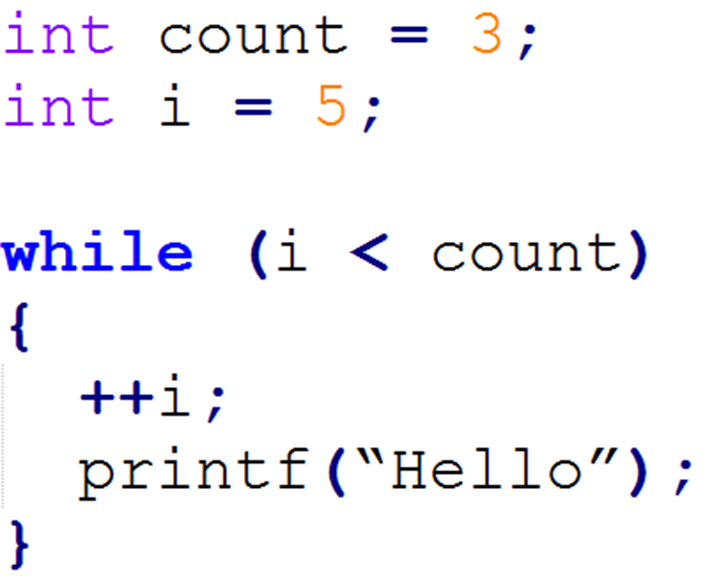 int count = 3;
int i = 5;
while (i < count)
{
++i;
printf(“Hello”);
}